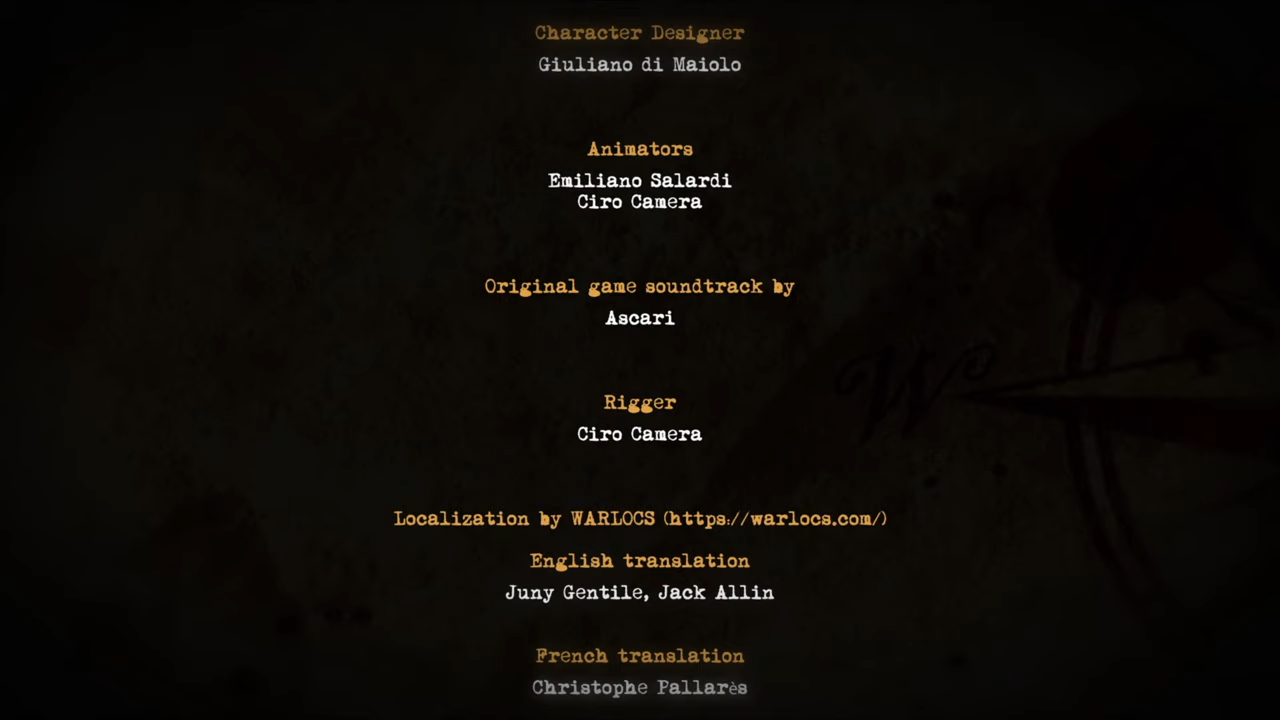 Character Designer
Giuliano di Maiolo
Animators
Emiliano Salardi
Ciro Camera
Original game soundtrack by
Ascari
Rigger
Ciro Camera
Localization by WARLOCS (https://warlocs.com/)
English translation
Juny Gentile, Jack Allin
French translation
Christophe Pallarès